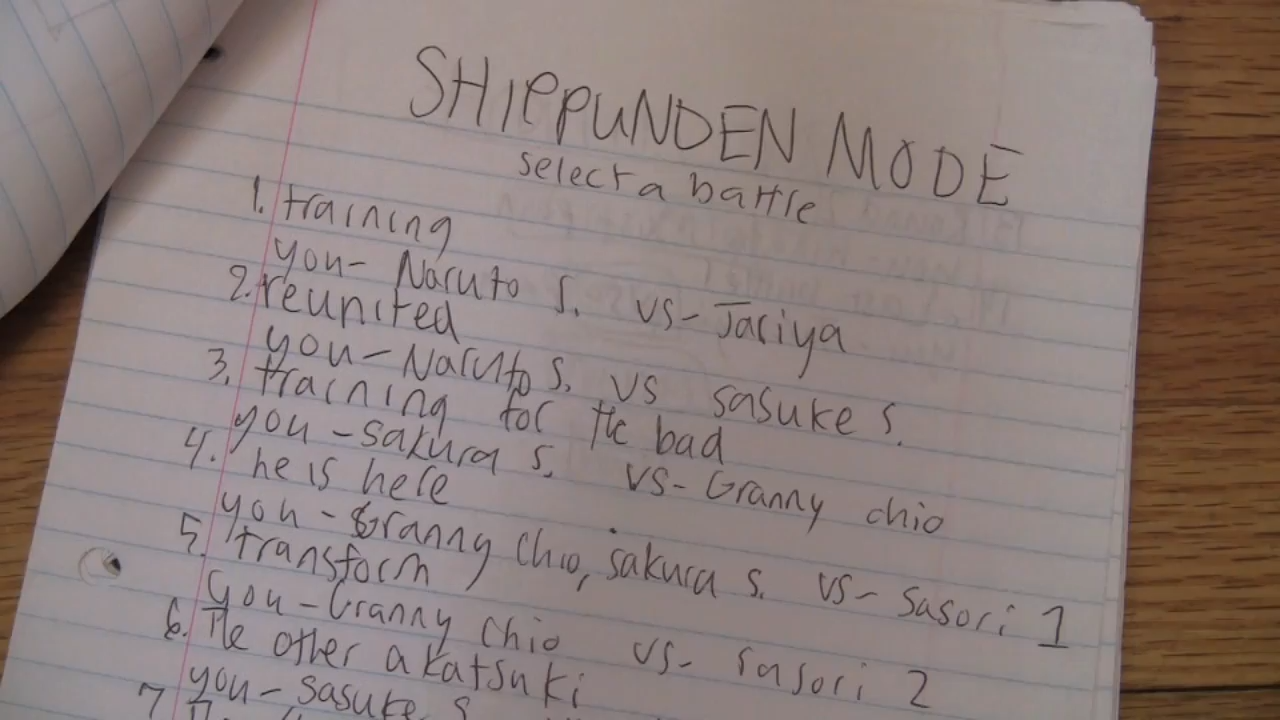 SHIPPUNDEN MODE
select a battle
1. training
you- Naruto s. vs- Jariya
2. reunited
you- Naruto s. vs sasuke s.
3. training for the bad
you- sakura s. vs- Granny chio
4. he is here
you- Granny Chio, sakura s. vs- Sasori 1
5. transform
you- Granny Chio vs- sasori 2
6. The other akatsuki
you- sasuke s
7